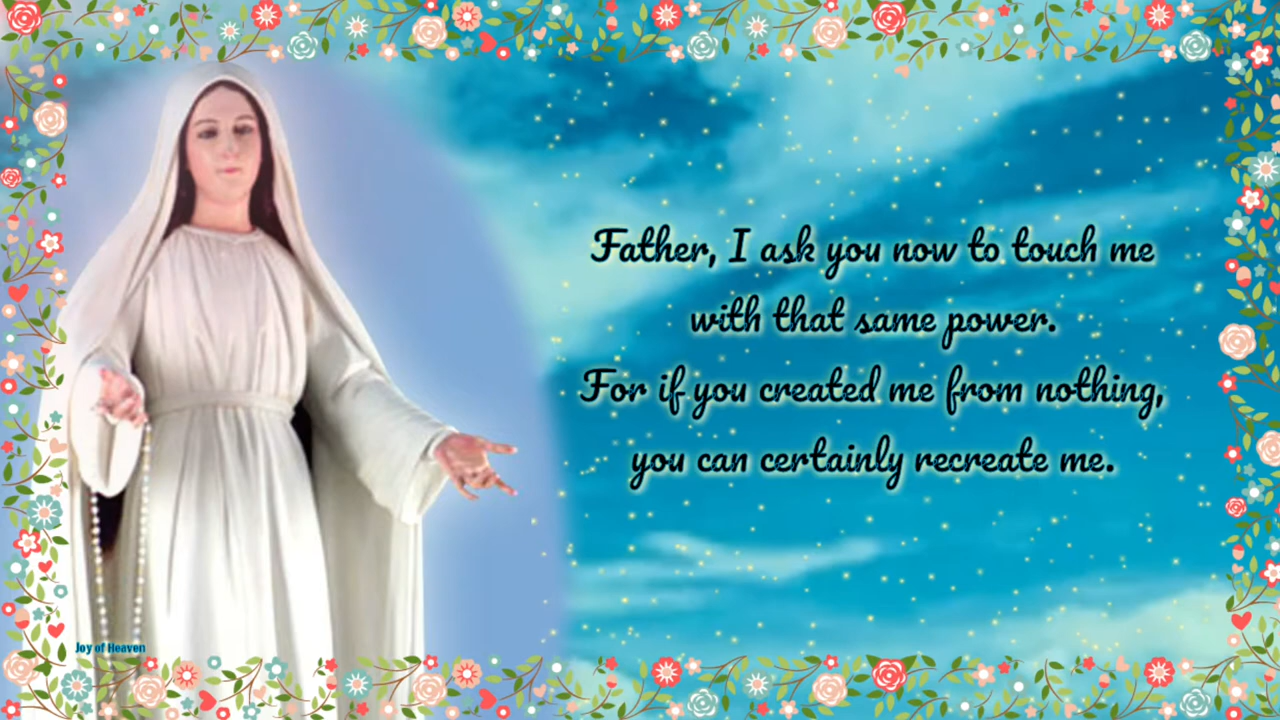 Father, I ask you now to touch me
with that same power.
For if you created me from nothing,
you can certainly recreate me.
Joy of Heaven